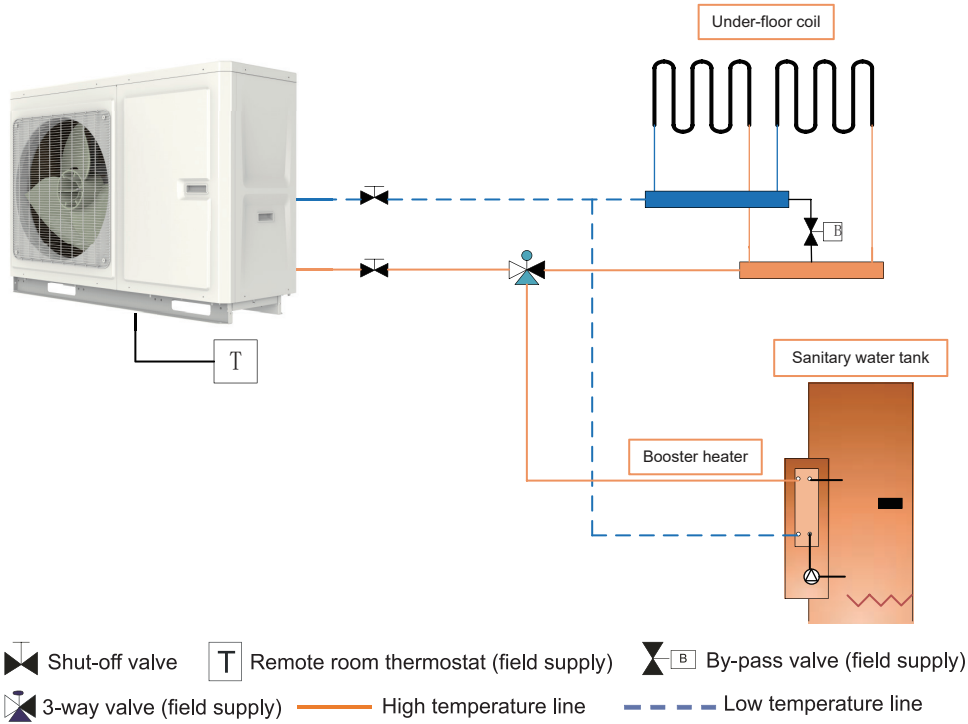 Under-floor coil
B
T
Sanitary water tank
Booster heater
Shut-off valve
T Remote room thermostat (field supply)
B By-pass valve (field supply)
3-way valve (field supply)
High temperature line
Low temperature line